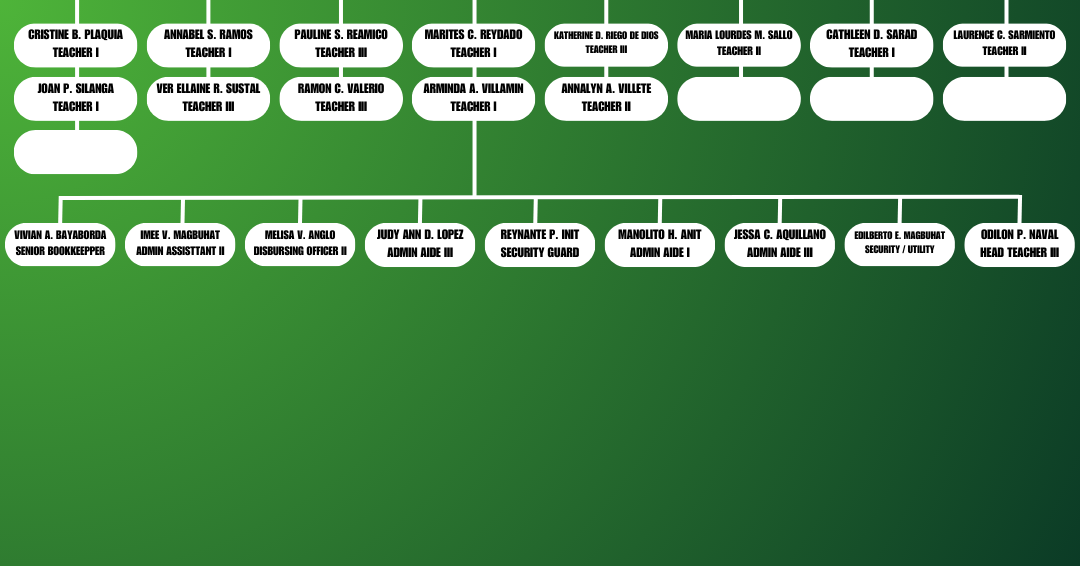 CRISTINE B. PLAQUIA
TEACHER I
ANNABEL S. RAMOS
TEACHER I
PAULINE S. REAMICO
TEACHER III
MARITES C. REYDADO
TEACHER I
KATHERINE D. RIEGO DE DIOS
TEACHER III
MARIA LOURDES M. SALLO
TEACHER II
CATHLEEN D. SARAD
TEACHER I
LAURENCE C. SARMIENTO
TEACHER II
JOAN P. SILANGA
TEACHER I
VER ELLAINE R. SUSTAL
TEACHER III
RAMON C. VALERIO
TEACHER III
ARMINDA A. VILLAMIN
TEACHER I
ANNALYN A. VILLETE
TEACHER II
VIVIAN A. BAYABORDA
SENIOR BOOKKEEPER
IMEE V. MAGBUHAT
ADMIN ASSISTTANT II
MELISA V. ANGLO
DISBURSING OFFICER II
JUDY ANN D. LOPEZ
ADMIN AIDE III
REYNANTE P. INIT
SECURITY GUARD
MANOLITO H. ANIT
ADMIN AIDE I
JESSA C. AQUILLANO
ADMIN AIDE III
EDILBERTO E. MAGBUHAT
SECURITY / UTILITY
ODILON P. NAVAL
HEAD TEACHER III